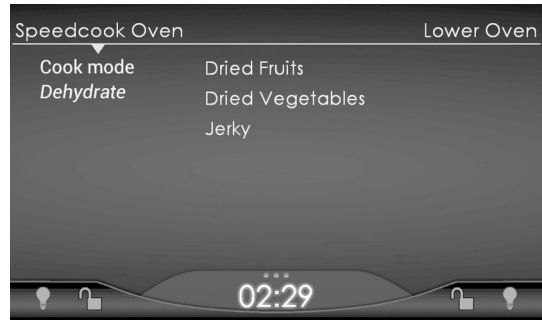 Speedcook Oven
Lower Oven
Cook mode
Dehydrate
Dried Fruits
Dried Vegetables
Jerky
02:29